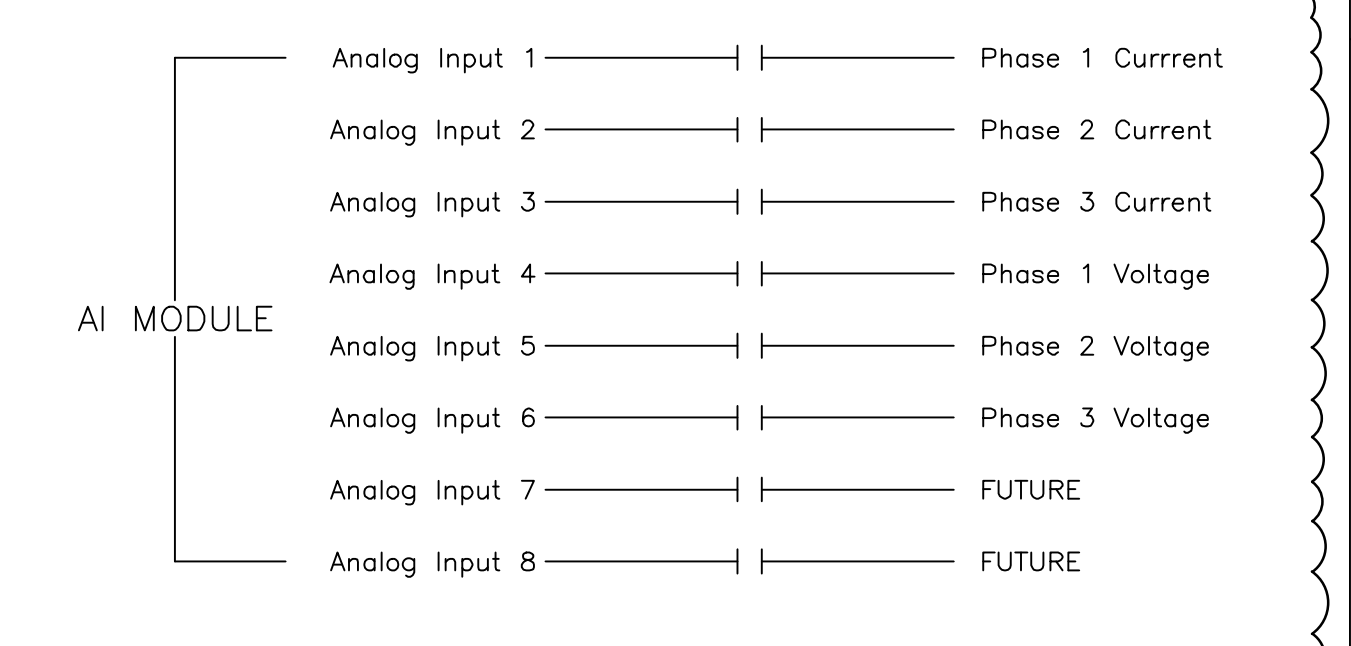 Analog Input 1 Phase 1 Currrent
Analog Input 2 Phase 2 Current
Analog Input 3 Phase 3 Current
Analog Input 4 Phase 1 Voltage
AI MODULE
Analog Input 5 Phase 2 Voltage
Analog Input 6 Phase 3 Voltage
Analog Input 7 FUTURE
Analog Input 8 FUTURE